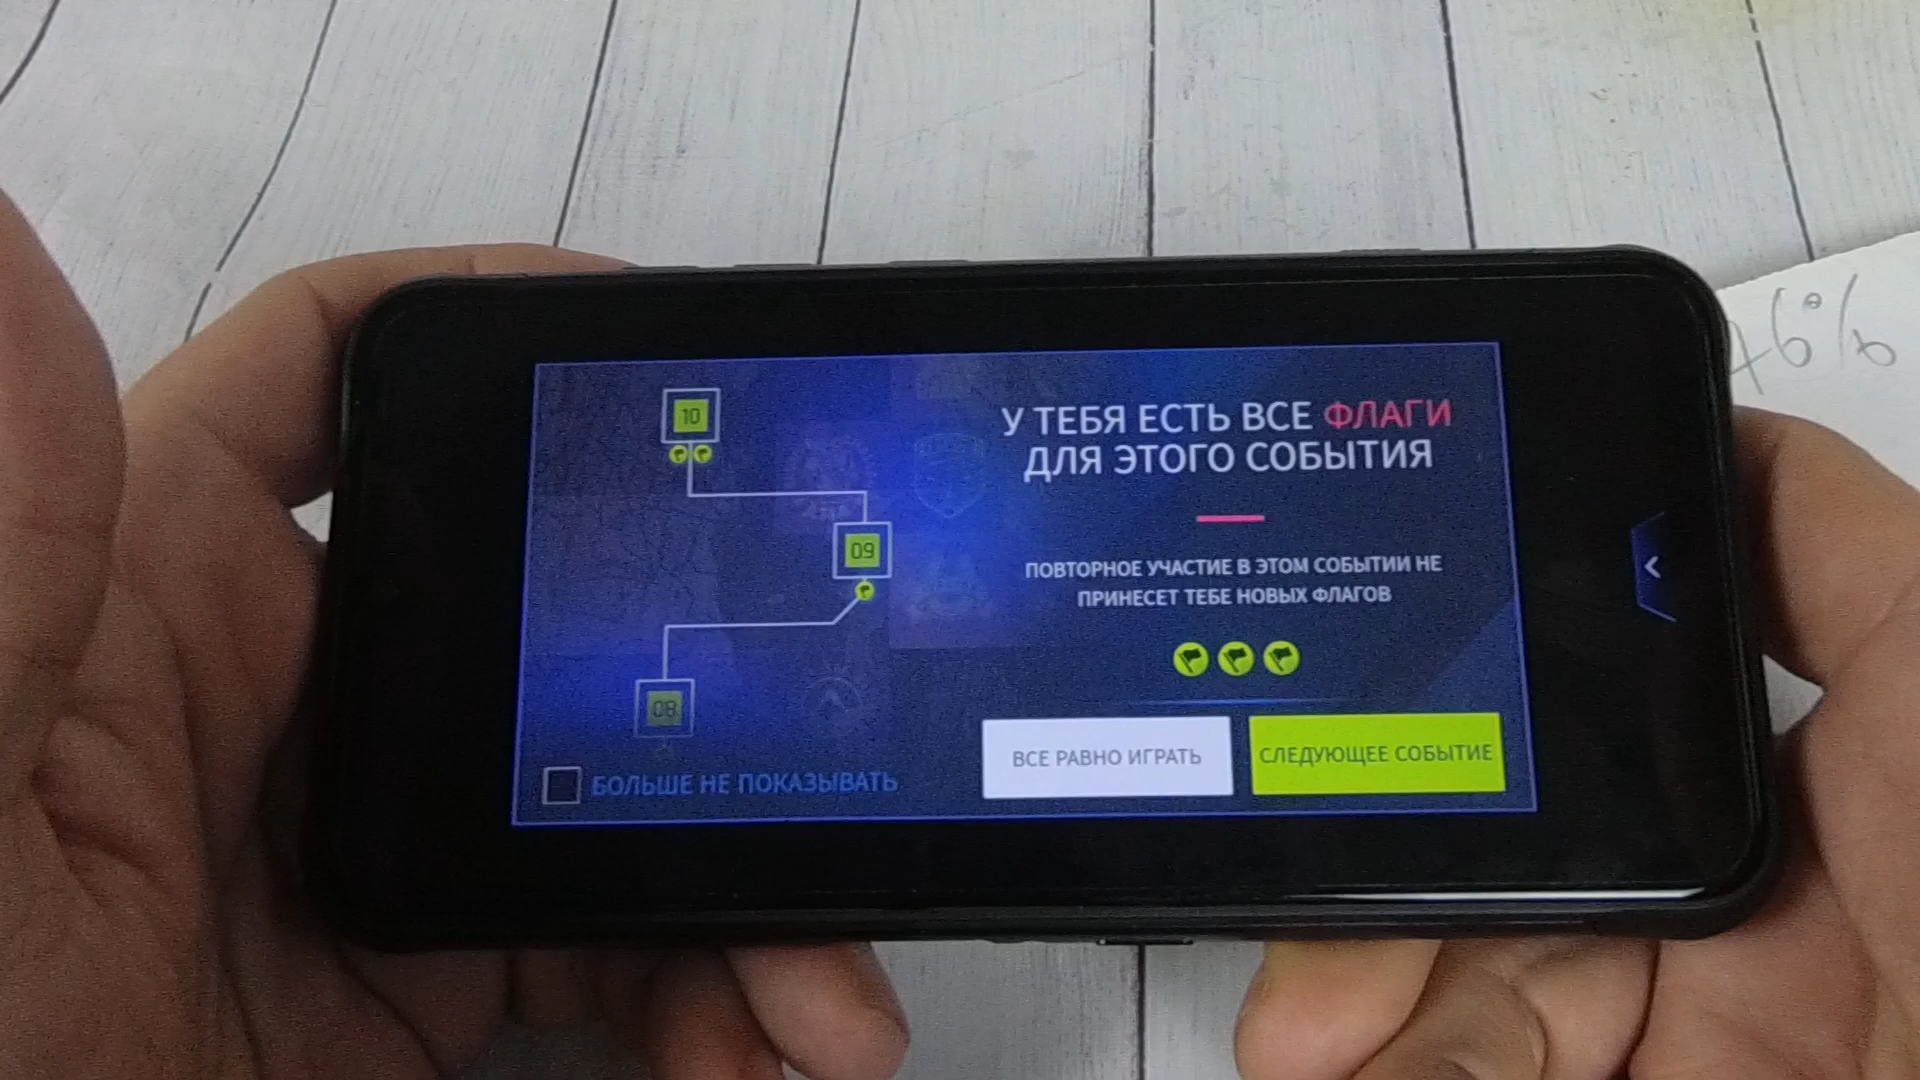 10
09
08
У ТЕБЯ ЕСТЬ ВСЕ ФЛАГИ
ДЛЯ ЭТОГО СОБЫТИЯ
ПОВТОРНОЕ УЧАСТИЕ В ЭТОМ СОБЫТИИ НЕ
ПРИНЕСЕТ ТЕБЕ НОВЫХ ФЛАГОВ
БОЛЬШЕ НЕ ПОКАЗЫВАТЬ
ВСЕ РАВНО ИГРАТЬ
СЛЕДУЮЩЕЕ СОБЫТИЕ